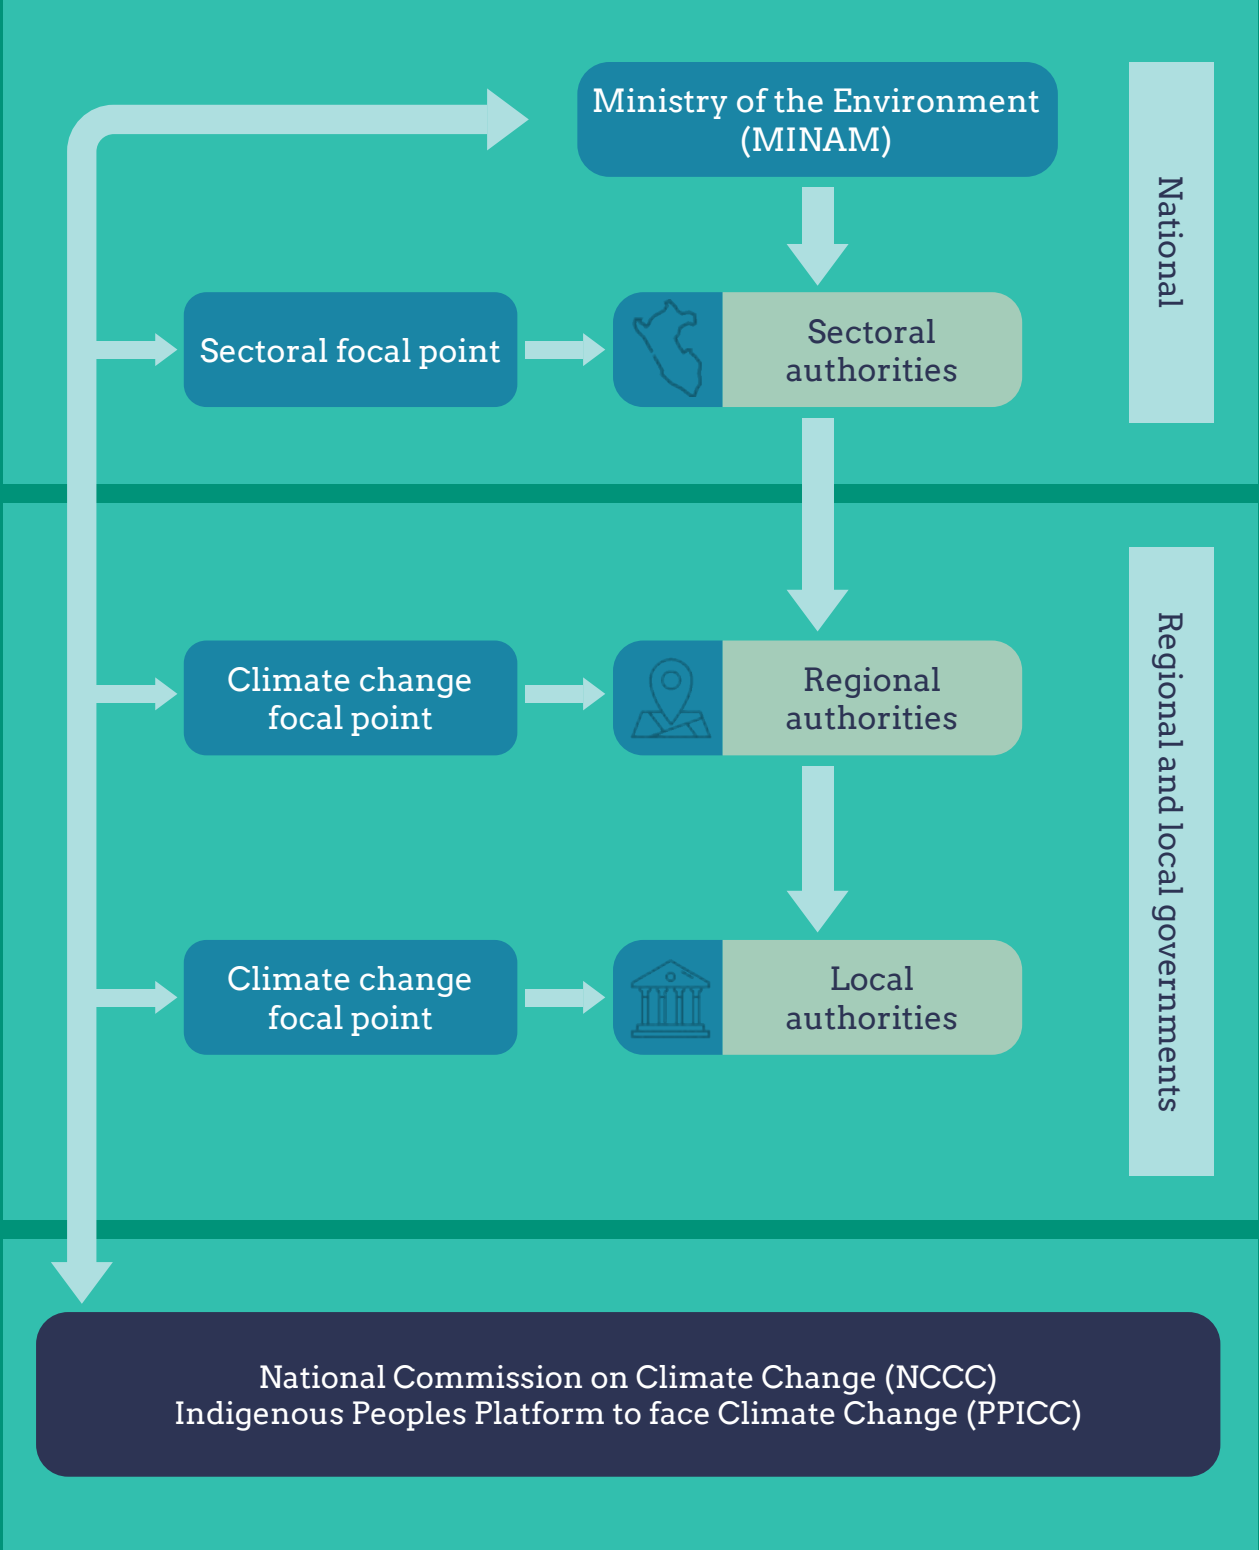 Ministry of the Environment
(MINAM)
National
Sectoral focal point
Sectoral
authorities
Climate change
focal point
Regional
authorities
Regional and local governments
Climate change
focal point
Local
authorities
National Commission on Climate Change (NCCC)
Indigenous Peoples Platform to face Climate Change (PPICC)